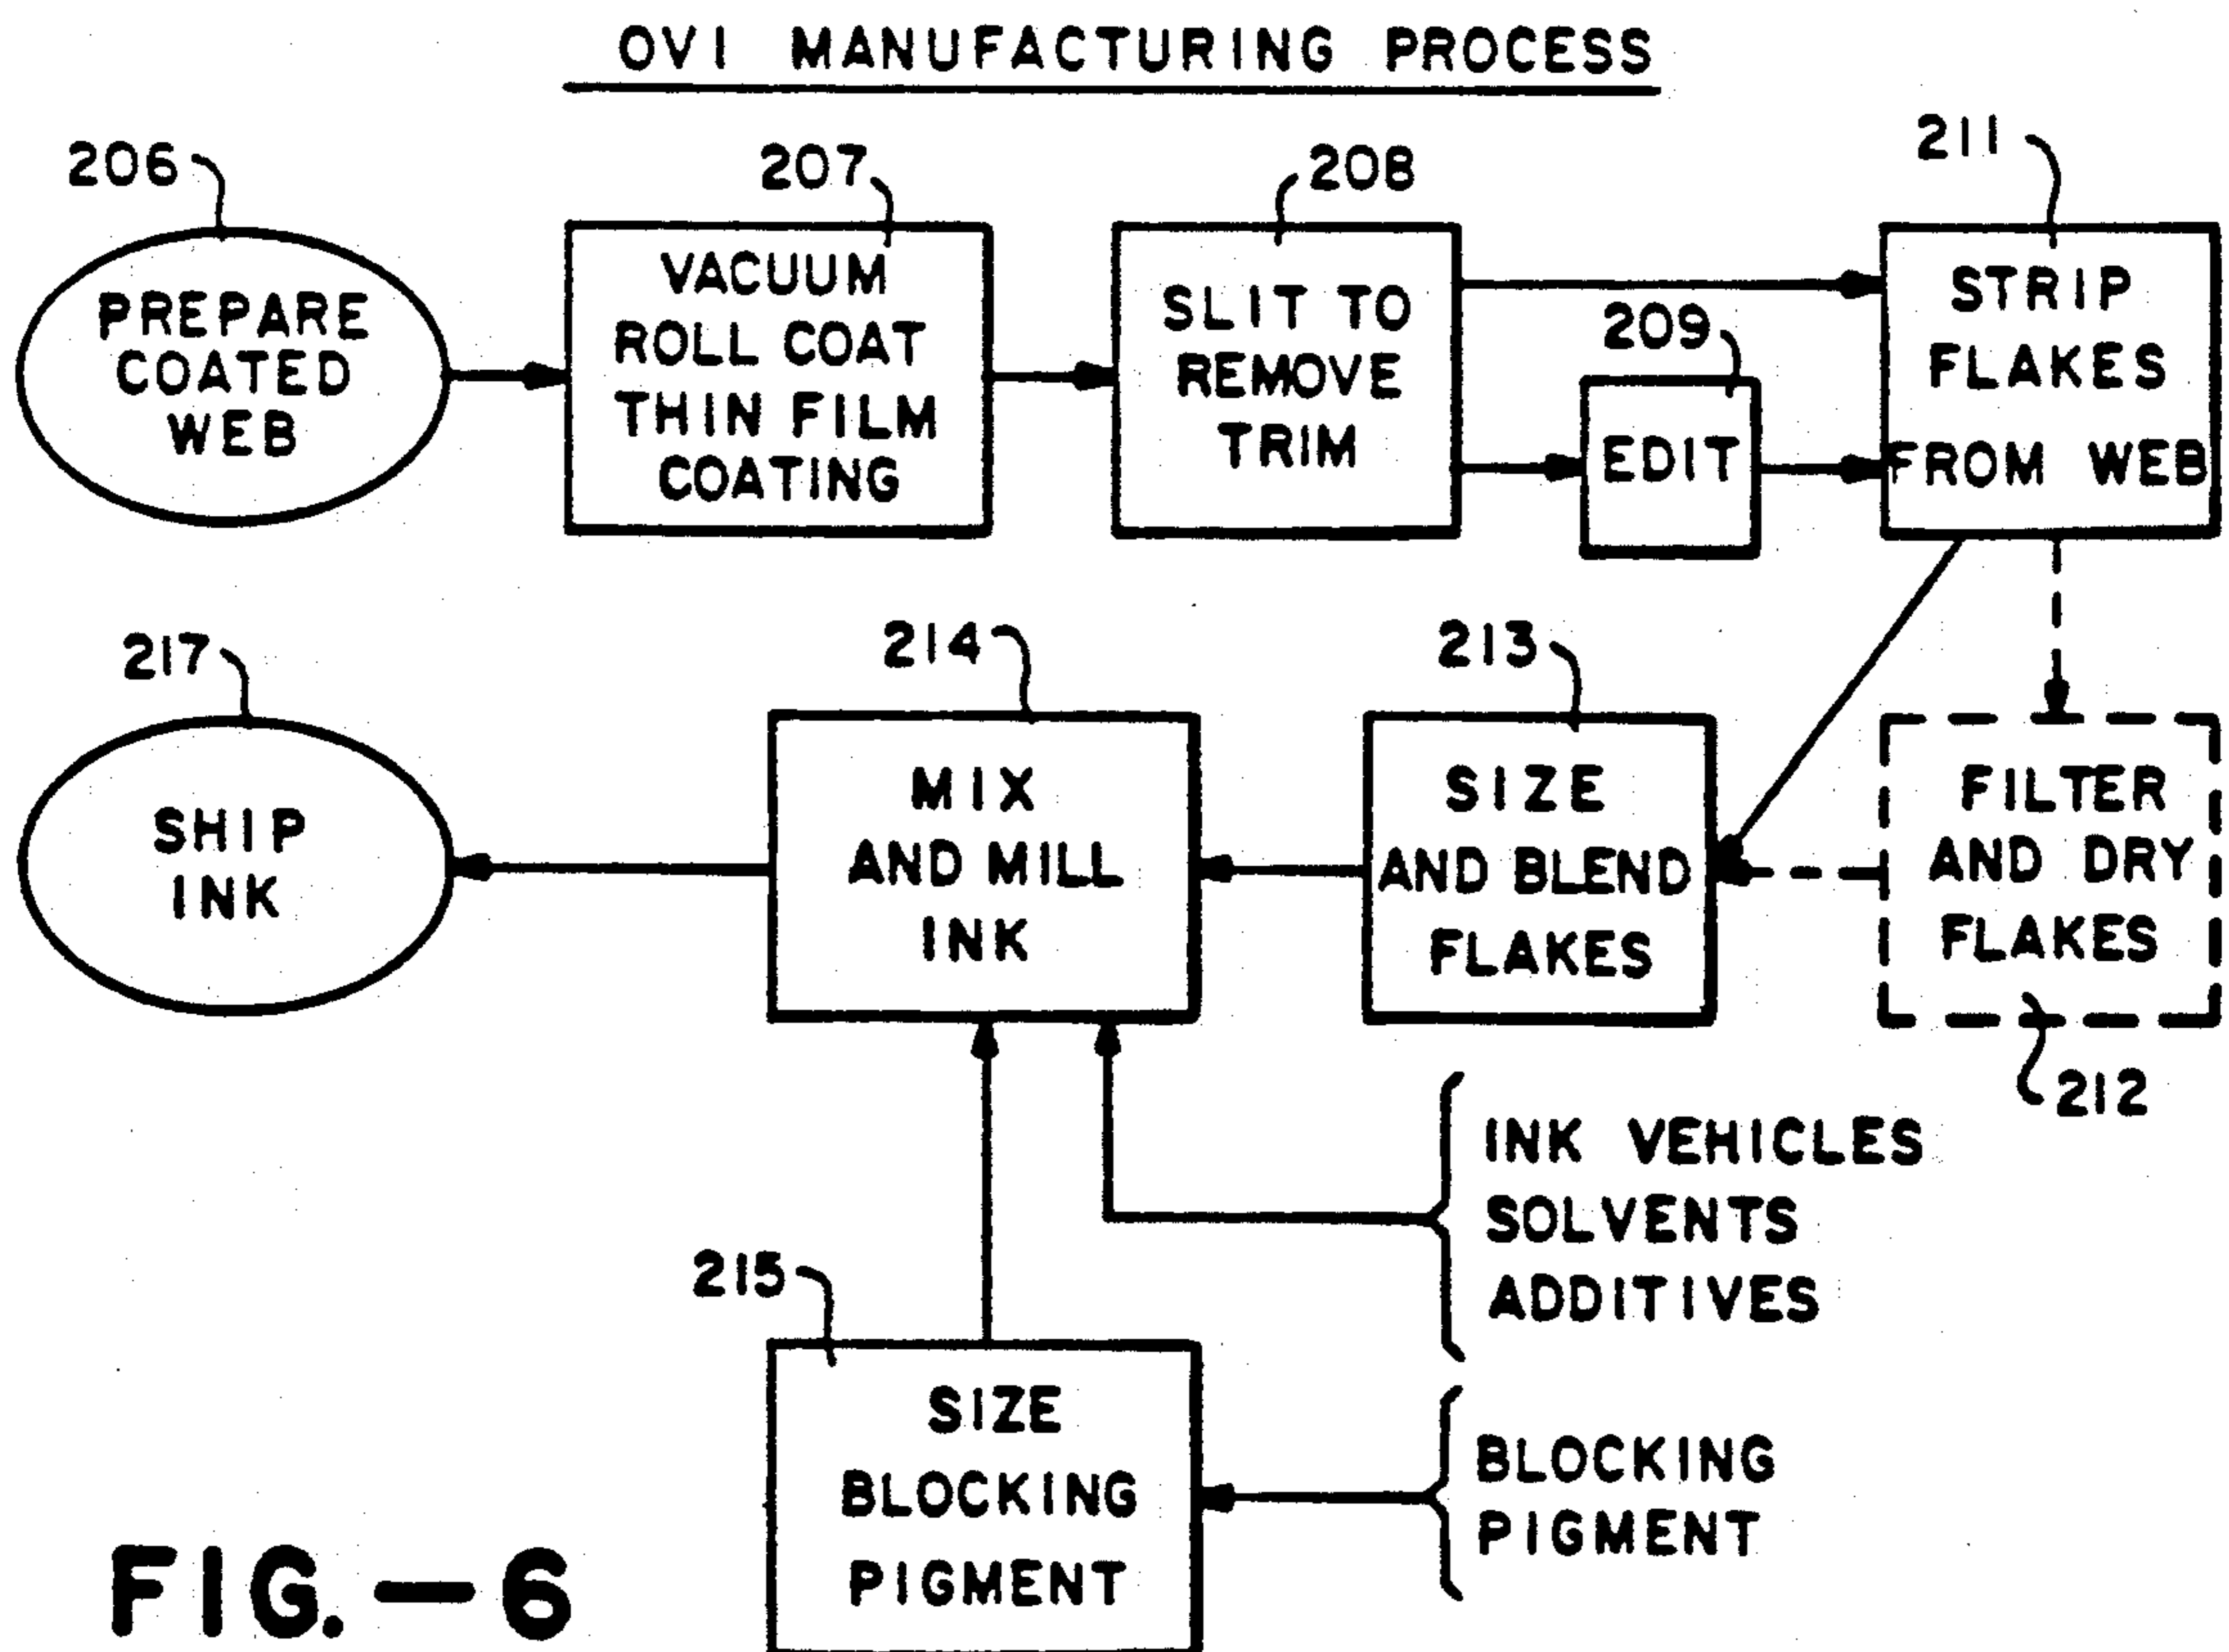 OVI MANUFACTURING PROCESS
206
PREPARE
COATED
WEB
207
VACUUM
ROLL COAT
THIN FILM
COATING
208
SLIT TO
REMOVE
TRIM
209
EDIT
211
STRIP
FLAKES
FROM WEB
217
SHIP
INK
214
MIX
AND MILL
INK
213
SIZE
AND BLEND
FLAKES
FILTER
AND DRY
FLAKES
212
INK VEHICLES
SOLVENTS
ADDITIVES
215
SIZE
BLOCKING
PIGMENT
BLOCKING
PIGMENT
FIG.—6